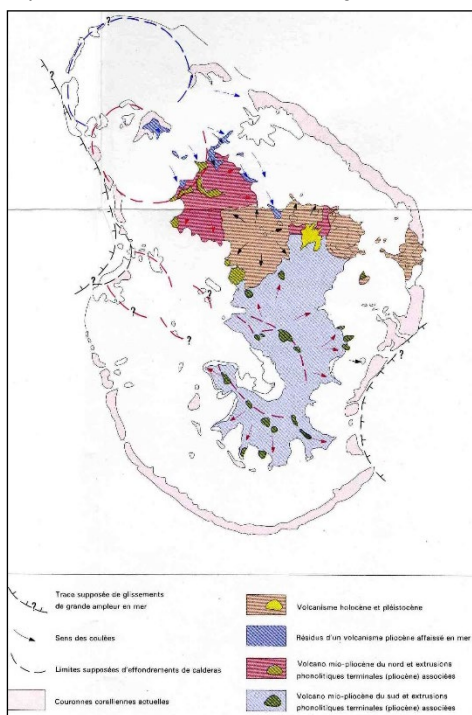 ?
?
?
?
?
?
Trace supposée de glissements
de grande ampleur en mer
Sens des coulées
Limites supposées d'effondrements de calderas
Couronnes coralliennes actuelles
Volcanisme holocène et pléistocène
Résidus d'un volcanisme pliocène affaissé en mer
Volcano mio-pliocène du nord et extrusions
phonolitiques terminales (pliocène) associées
Volcano mio-pliocène du sud et extrusions
phonolitiques terminales (pliocène) associées